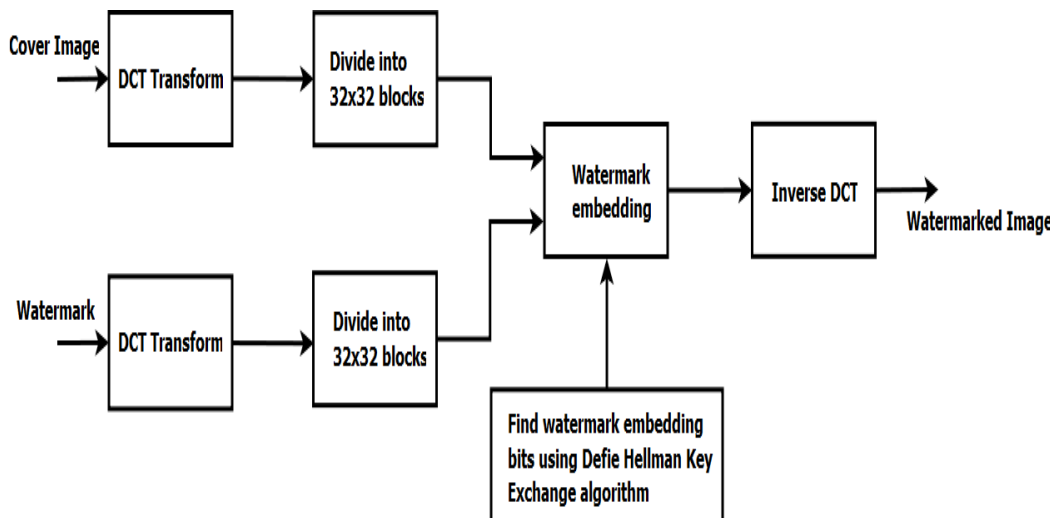 Cover Image
DCT Transform
Divide into
32x32 blocks
Watermark
embedding
Inverse DCT
Watermarked Image
Watermark
DCT Transform
Divide into
32x32 blocks
Find watermark embedding
bits using Defie Hellman Key
Exchange algorithm